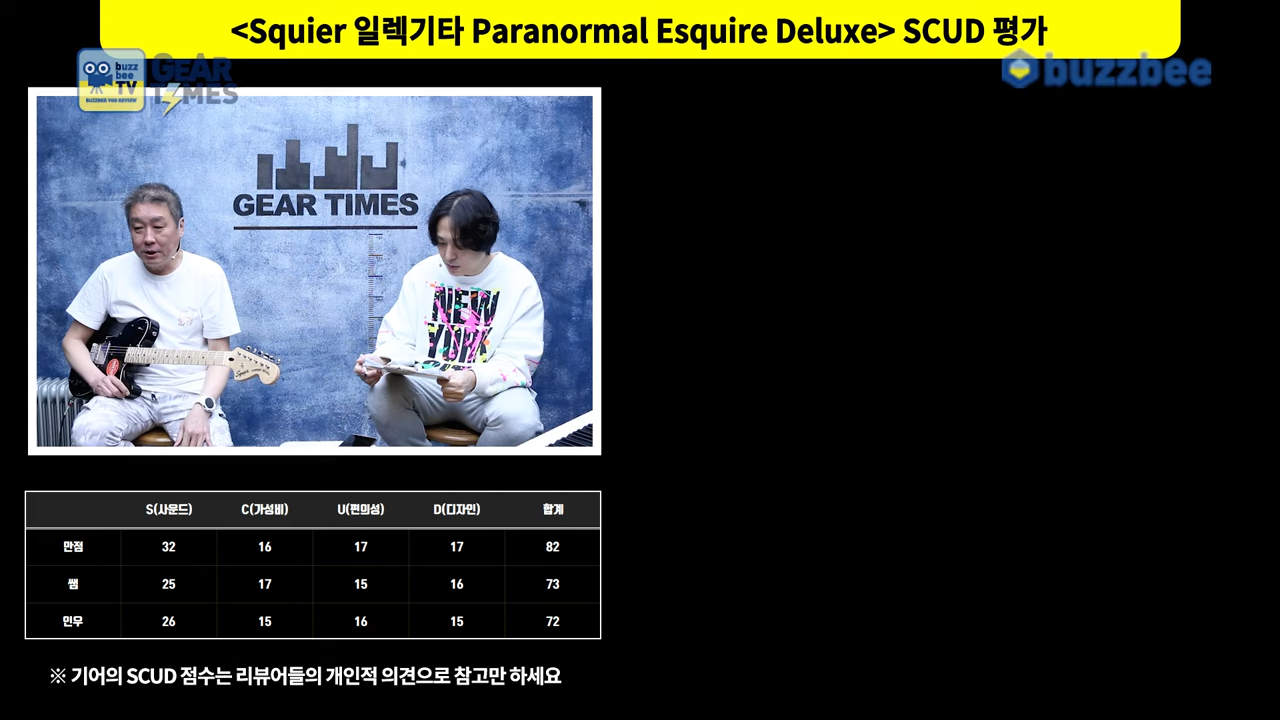 <Squier 일렉기타 Paranormal Esquire Deluxe> SCUD 평가
buzz
bee
TV
BUZZBEE YOU REVIEW
GEAR
TIMES
buzzbee
GEAR TIMES
NEW
YORK
Squier
S(사운드) C(가성비) U(편의성) D(디자인) 합계
만점 32 16 17 17 82
쌤 25 17 15 16 73
민우 26 15 16 15 72
※ 기어의 SCUD 점수는 리뷰어들의 개인적 의견으로 참고만 하세요